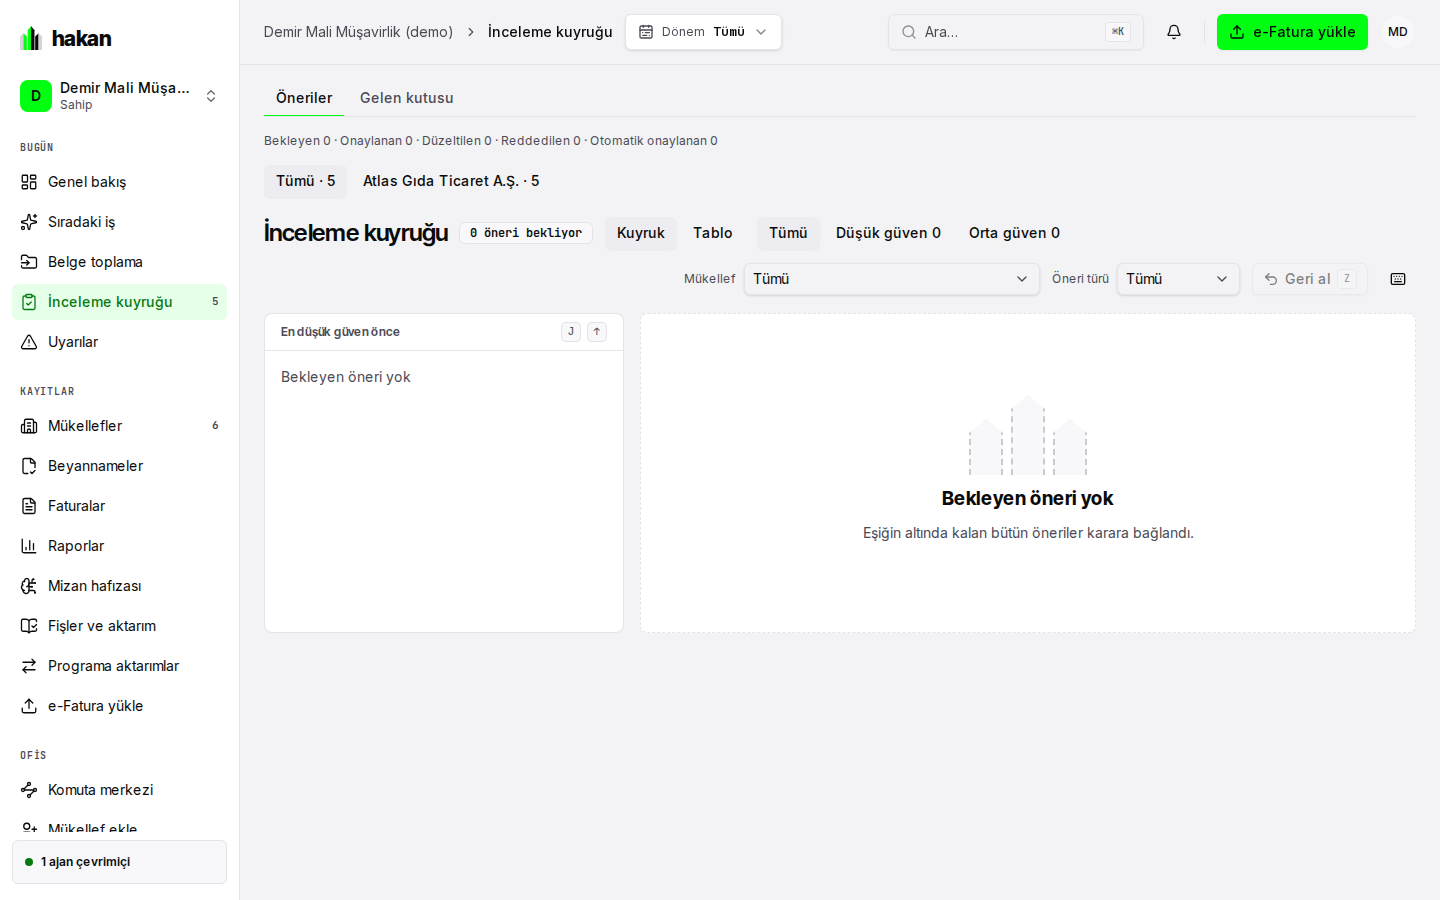 hakan
Demir Mali Müşavirlik (demo)
İnceleme kuyruğu
Dönem Tümü
Ara...
⌘K
e-Fatura yükle
MD
D
Demir Mali Müşa...
Sahip
BUGÜN
Genel bakış
Sıradaki iş
Belge toplama
İnceleme kuyruğu 5
Uyarılar
KAYITLAR
Mükellefler 6
Beyannameler
Faturalar
Raporlar
Mizan hafızası
Fişler ve aktarım
Programa aktarımlar
e-Fatura yükle
OFİS
Komuta merkezi
Mükellef ekle
1 ajan çevrimiçi
Öneriler Gelen kutusu
Bekleyen 0 · Onaylanan 0 · Düzeltilen 0 · Reddedilen 0 · Otomatik onaylanan 0
Tümü · 5 Atlas Gıda Ticaret A.Ş. · 5
İnceleme kuyruğu 0 öneri bekliyor Kuyruk Tablo Tümü Düşük güven 0 Orta güven 0
Mükellef Tümü Öneri türü Tümü Geri al Z
En düşük güven önce J ↑
Bekleyen öneri yok
Bekleyen öneri yok
Eşiğin altında kalan bütün öneriler karara bağlandı.